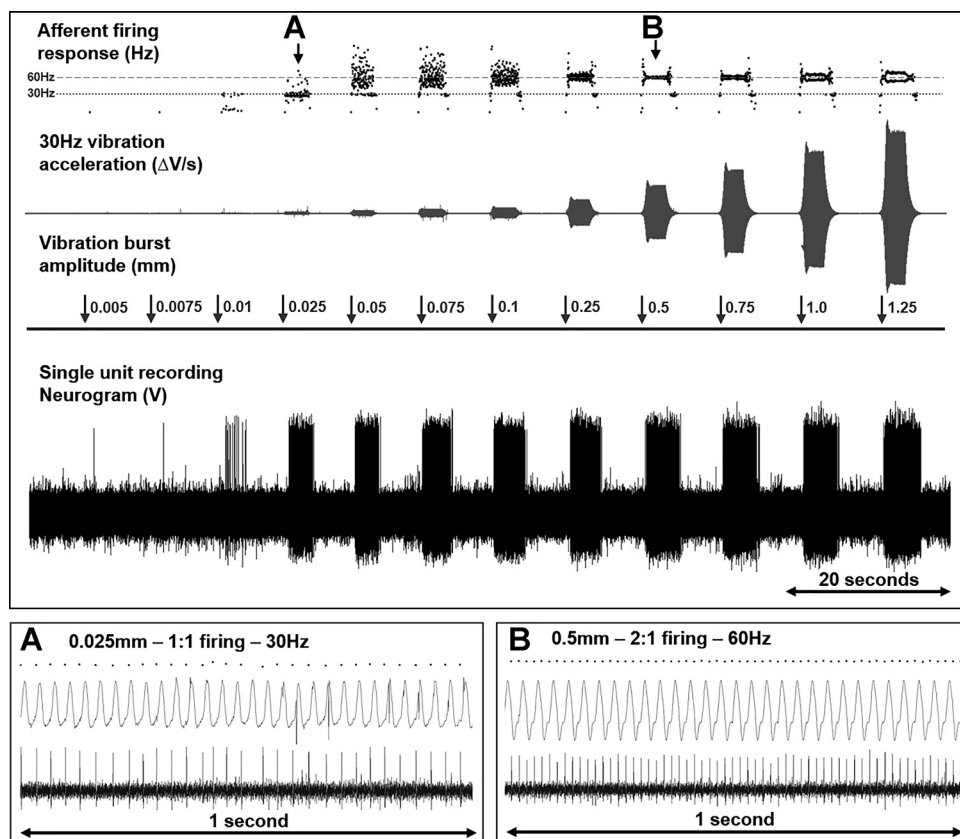 Afferent firing
response (Hz)
A
B
60Hz
30Hz
30Hz vibration
acceleration (ΔV/s)
Vibration burst
amplitude (mm)
0.005 0.0075 0.01 0.025 0.05 0.075 0.1 0.25 0.5 0.75 1.0 1.25
Single unit recording
Neurogram (V)
20 seconds
A 0.025mm – 1:1 firing – 30Hz
1 second
B 0.5mm – 2:1 firing – 60Hz
1 second